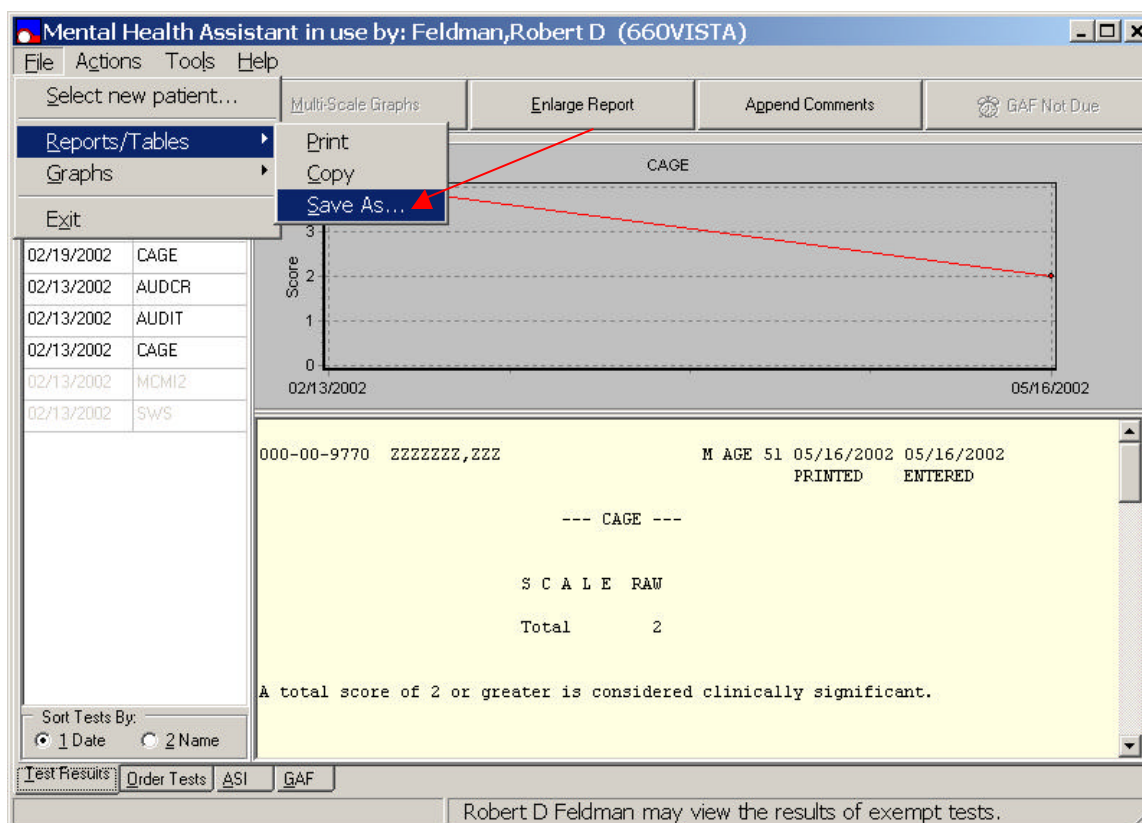 Mental Health Assistant in use by: Feldman,Robert D (660VISTA)
File Actions Tools Help
Select new patient...
Reports/Tables
Graphs
Exit
Print
Copy
Save As...
Multi-Scale Graphs
Enlarge Report
Append Comments
GAF Not Due
02/19/2002 CAGE
02/13/2002 AUDCR
02/13/2002 AUDIT
02/13/2002 CAGE
02/13/2002 MCMI2
02/13/2002 SWS
CAGE
Score
3
2
1
0
02/13/2002 05/16/2002
000-00-9770 ZZZZZZZ,ZZZ M AGE 51 05/16/2002 05/16/2002
PRINTED ENTERED
--- CAGE ---
S C A L E RAW
Total 2
A total score of 2 or greater is considered clinically significant.
Sort Tests By:
1 Date 2 Name
Test Results Order Tests ASI GAF
Robert D Feldman may view the results of exempt tests.